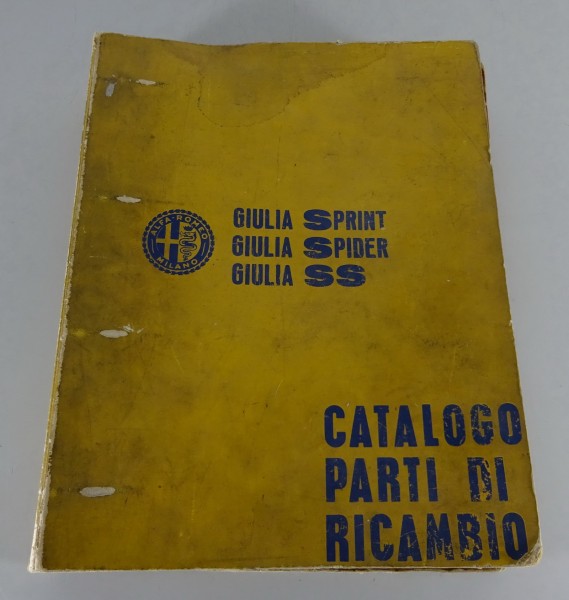 GIULIA SPRINT
GIULIA SPIDER
GIULIA SS
ALFA-ROMEO
MILANO
CATALOGO
PARTI DI
RICAMBIO